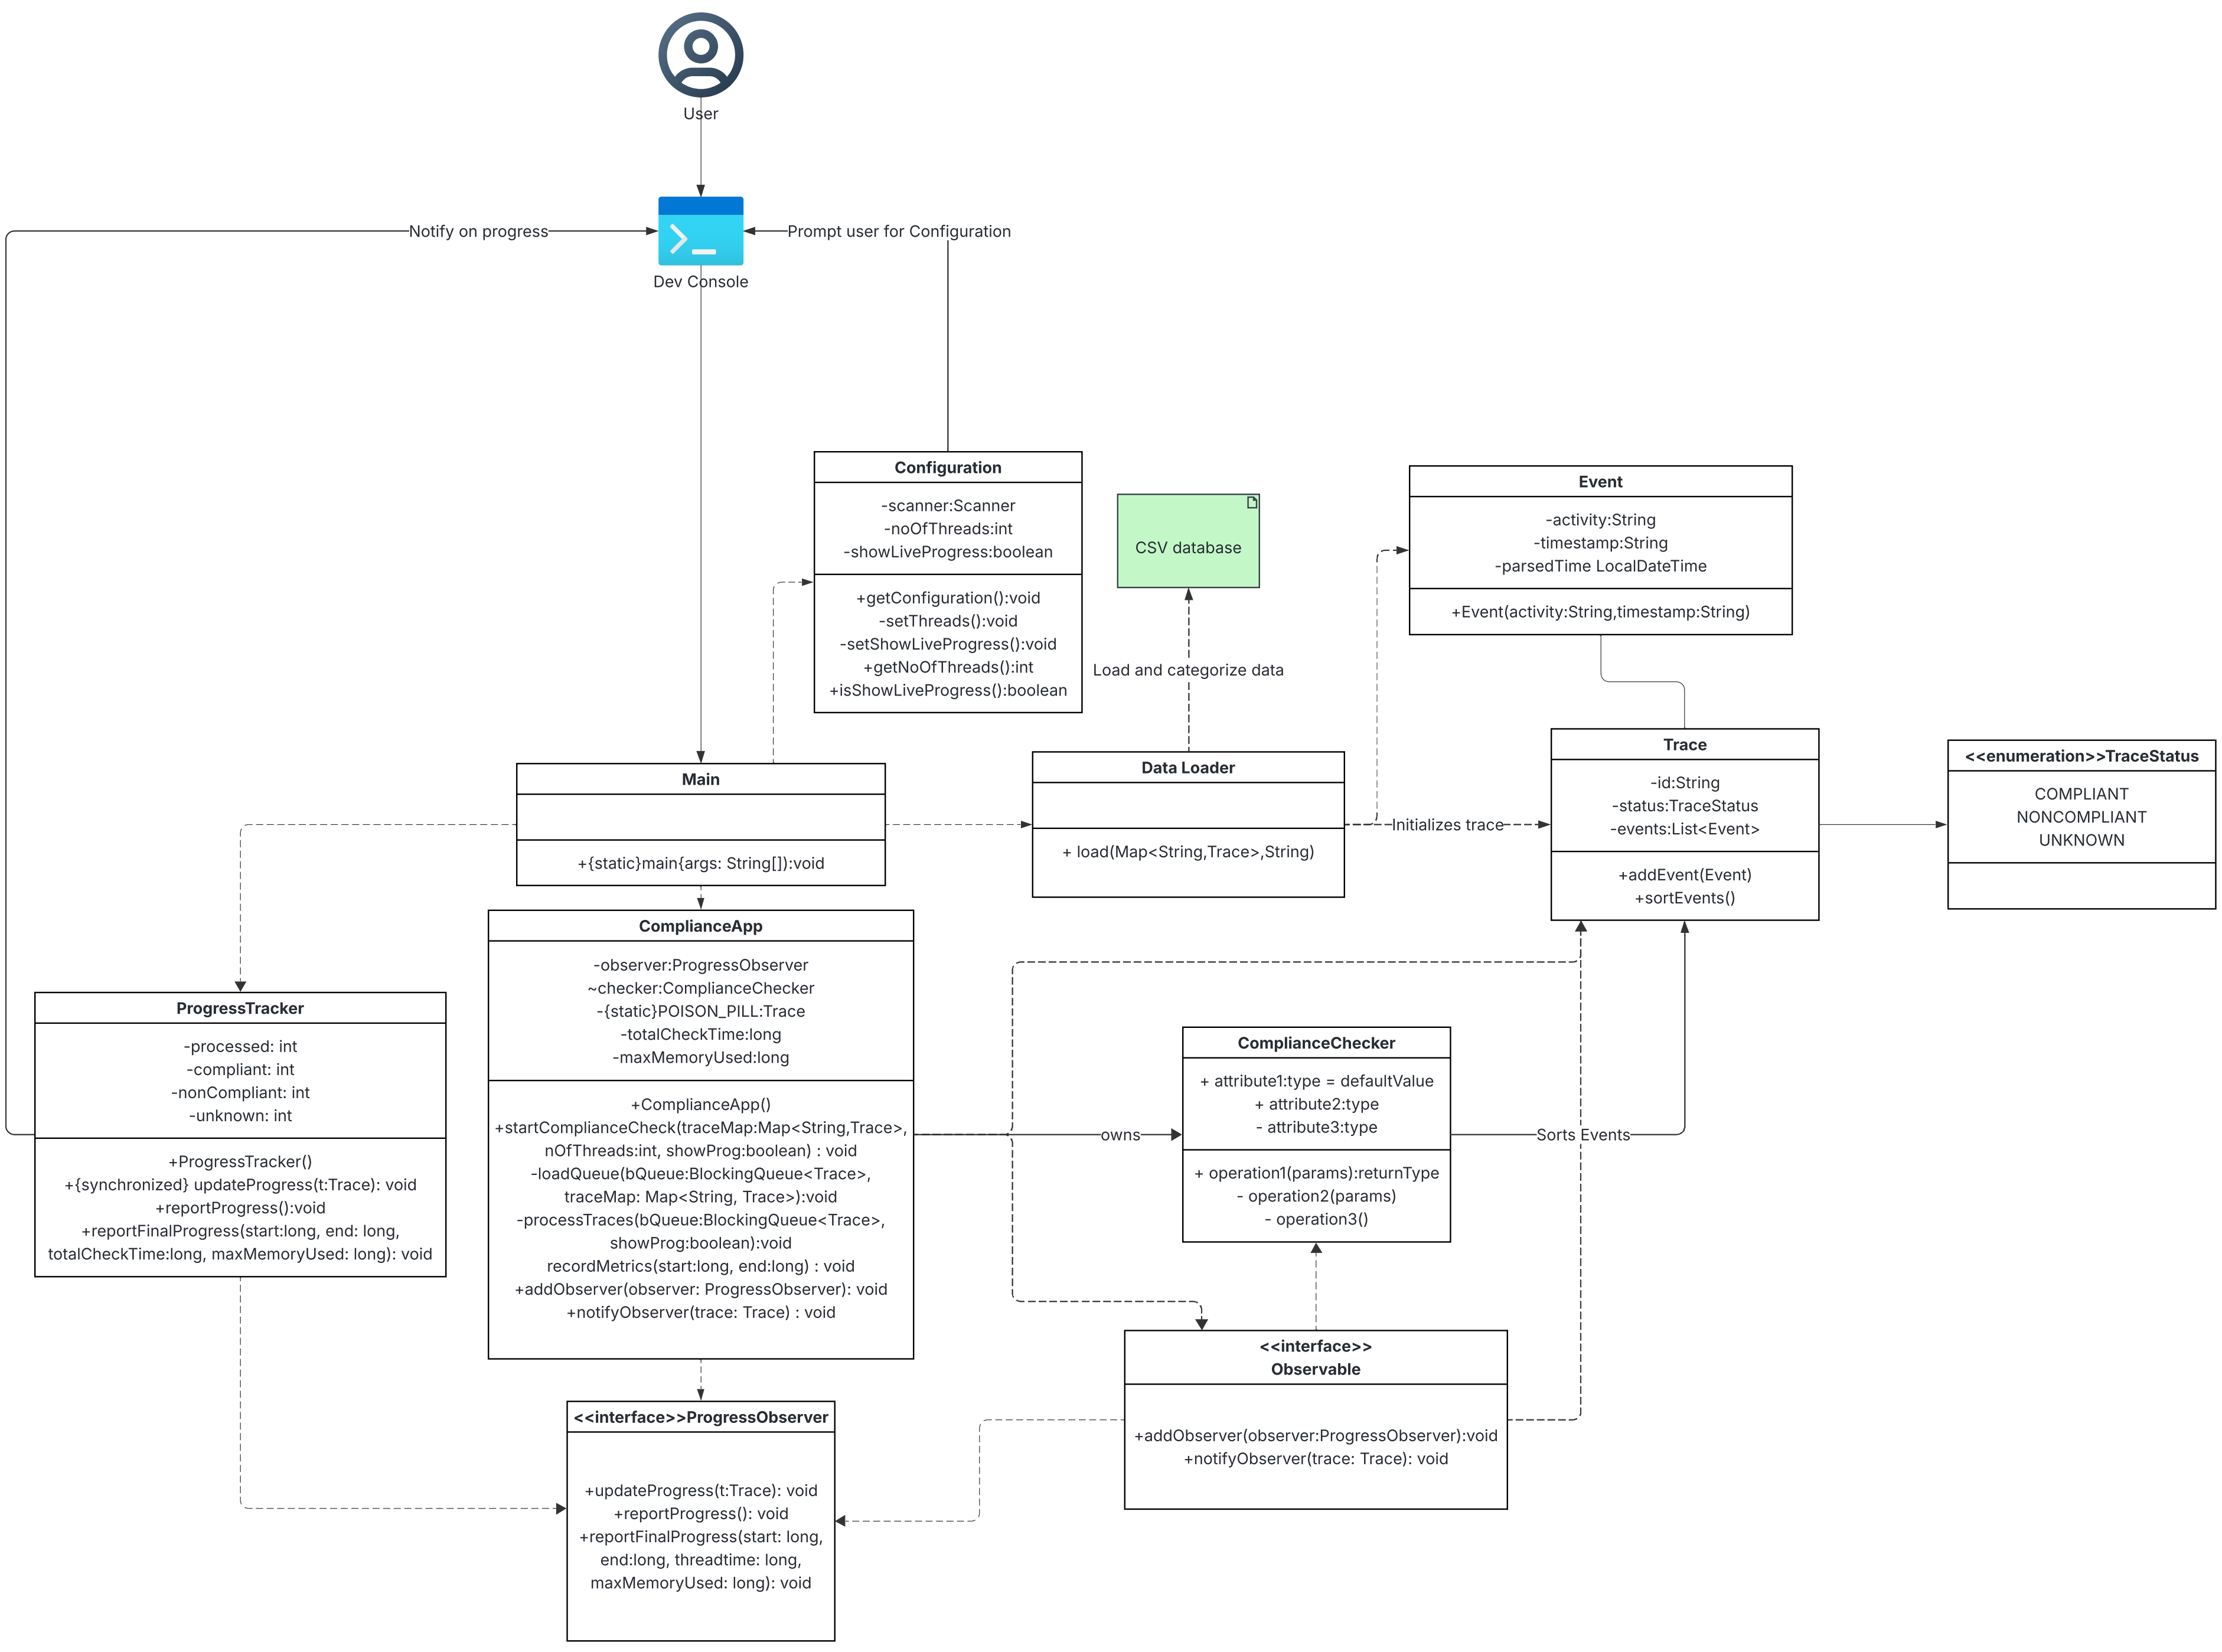 User
Notify on progress
Prompt user for Configuration
Dev Console
Configuration
-scanner:Scanner
-noOfThreads:int
-showLiveProgress:boolean
+getConfiguration():void
-setThreads():void
-setShowLiveProgress():void
+getNoOfThreads():int
+isShowLiveProgress():boolean
CSV database
Load and categorize data
Event
-activity:String
-timestamp:String
-parsedTime LocalDateTime
+Event(activity:String,timestamp:String)
Main
+{static}main{args: String[]):void
Data Loader
+ load(Map<String,Trace>,String)
Initializes trace
Trace
-id:String
-status:TraceStatus
-events:List<Event>
+addEvent(Event)
+sortEvents()
<<enumeration>>TraceStatus
COMPLIANT
NONCOMPLIANT
UNKNOWN
ProgressTracker
-processed: int
-compliant: int
-nonCompliant: int
-unknown: int
+ProgressTracker()
+{synchronized} updateProgress(t:Trace): void
+reportProgress():void
+reportFinalProgress(start:long, end: long,
totalCheckTime:long, maxMemoryUsed: long): void
ComplianceApp
-observer:ProgressObserver
~checker:ComplianceChecker
-{static}POISON_PILL:Trace
-totalCheckTime:long
-maxMemoryUsed:long
+ComplianceApp()
+startComplianceCheck(traceMap:Map<String,Trace>,
nOfThreads:int, showProg:boolean) : void
-loadQueue(bQueue:BlockingQueue<Trace>,
traceMap: Map<String, Trace>):void
-processTraces(bQueue:BlockingQueue<Trace>,
showProg:boolean):void
recordMetrics(start:long, end:long) : void
+addObserver(observer: ProgressObserver): void
+notifyObserver(trace: Trace) : void
owns
ComplianceChecker
+ attribute1:type = defaultValue
+ attribute2:type
- attribute3:type
+ operation1(params):returnType
- operation2(params)
- operation3()
Sorts Events
<<interface>>
Observable
+addObserver(observer:ProgressObserver):void
+notifyObserver(trace: Trace): void
<<interface>>ProgressObserver
+updateProgress(t:Trace): void
+reportProgress(): void
+reportFinalProgress(start: long,
end:long, threadtime: long,
maxMemoryUsed: long): void